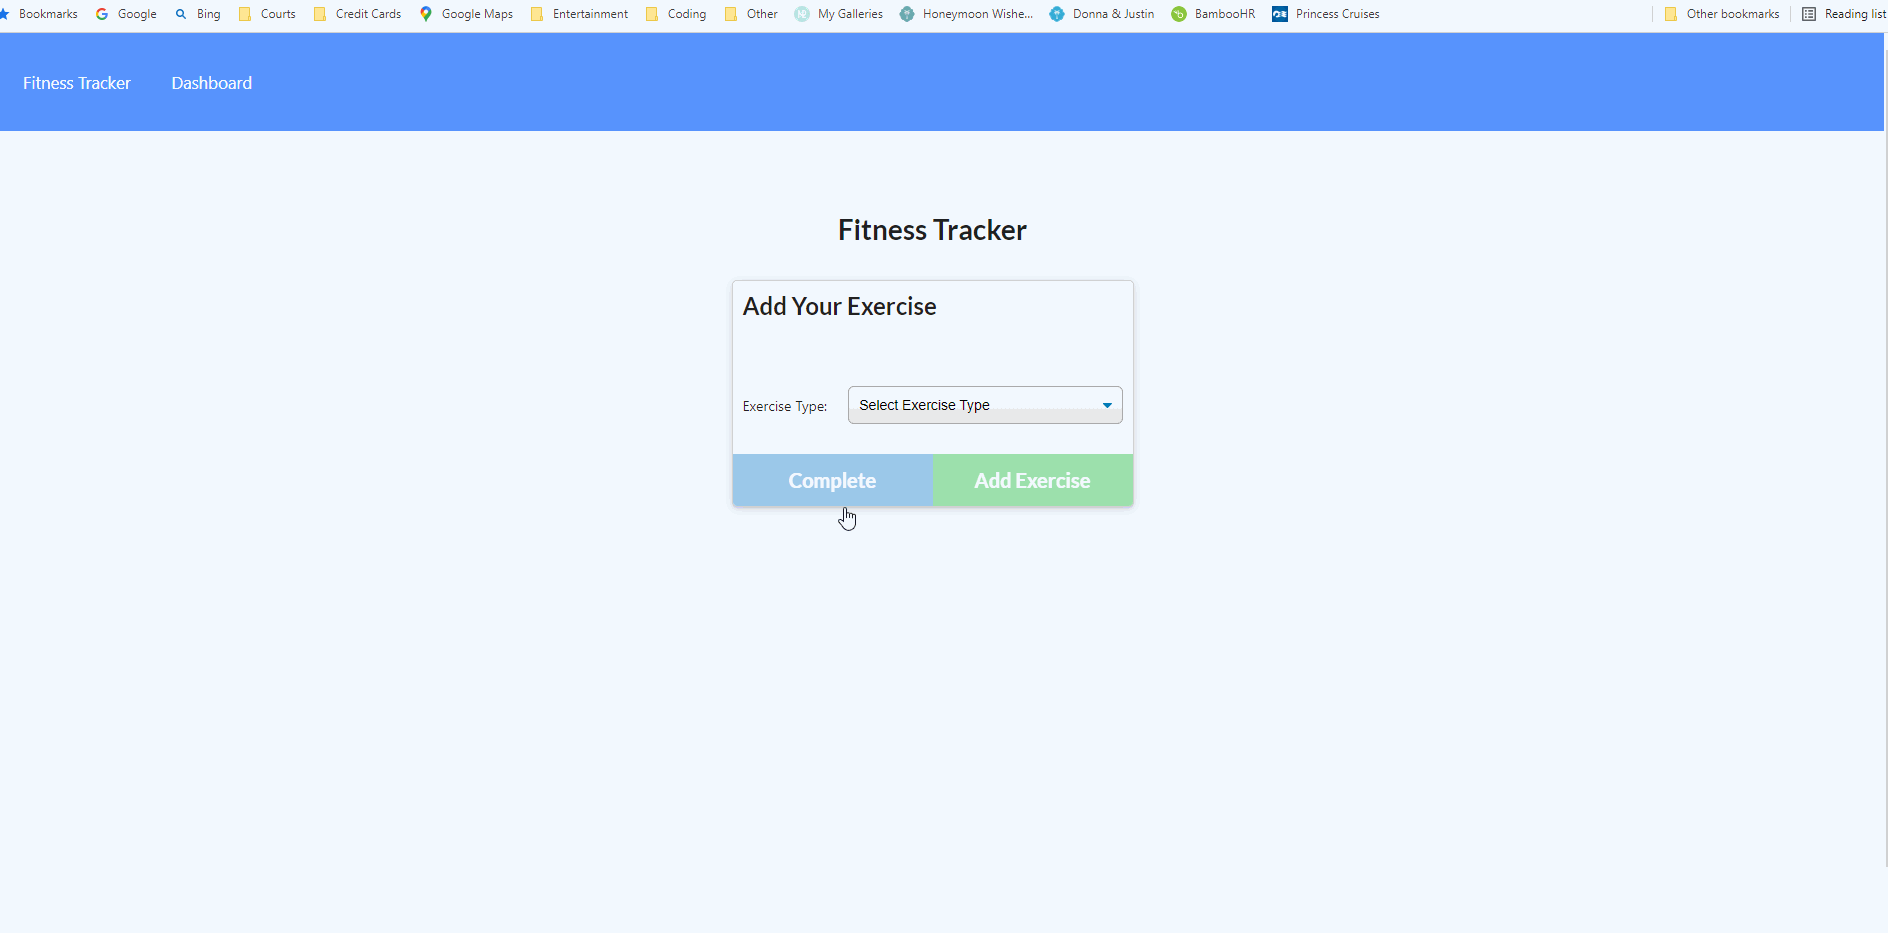 Bookmarks Google Bing Courts Credit Cards Google Maps Entertainment Coding Other My Galleries Honeymoon Wishe... Donna & Justin BambooHR Princess Cruises Other bookmarks Reading list
Fitness Tracker Dashboard
Fitness Tracker
Add Your Exercise
Exercise Type: Select Exercise Type
Complete Add Exercise